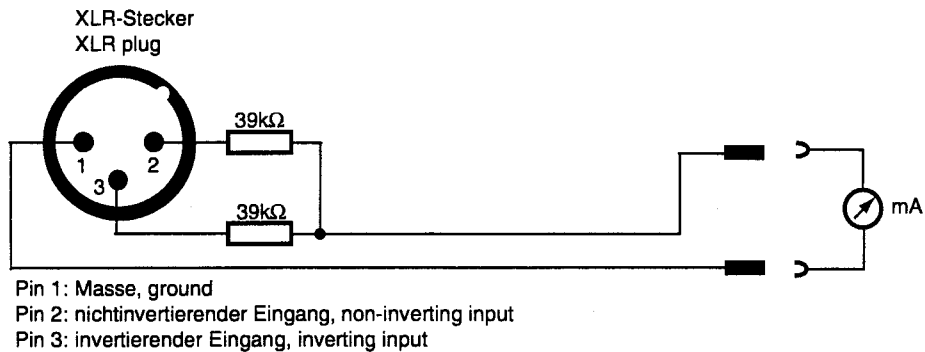 XLR-Stecker
XLR plug
39kΩ
1
2
3
39kΩ
mA
Pin 1: Masse, ground
Pin 2: nichtinvertierender Eingang, non-inverting input
Pin 3: invertierender Eingang, inverting input